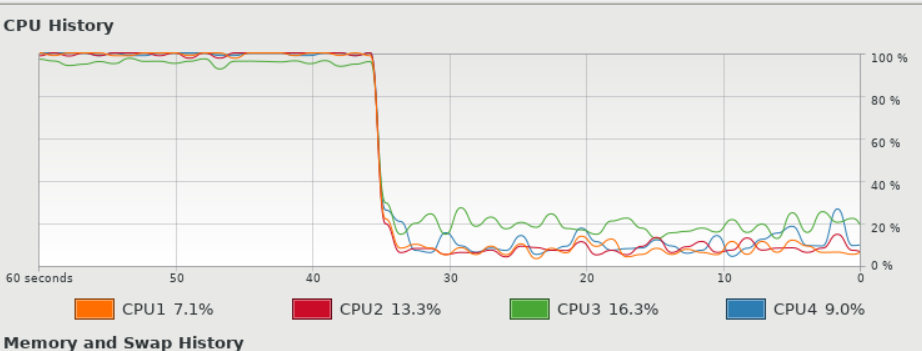 CPU History
100 %
80 %
60 %
40 %
20 %
0 %
60 seconds 50 40 30 20 10 0
CPU1 7.1% CPU2 13.3% CPU3 16.3% CPU4 9.0%
Memory and Swap History